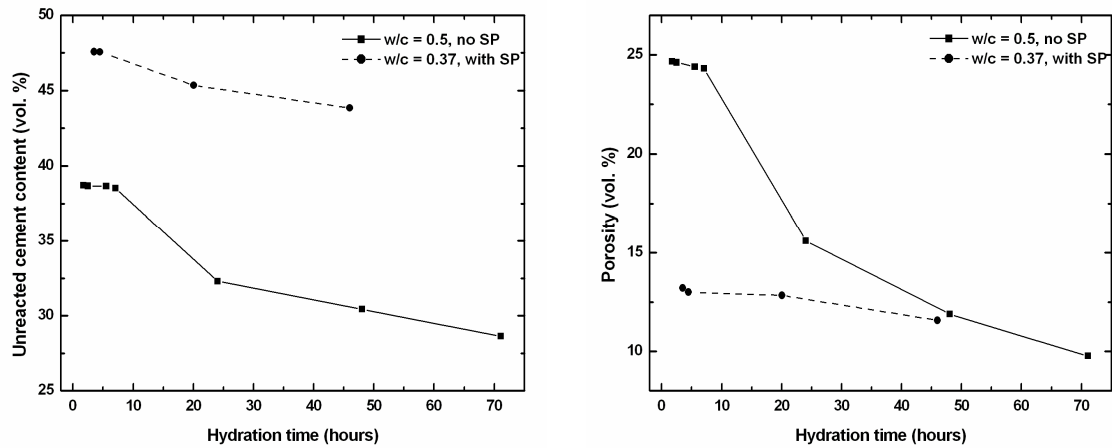 w/c = 0.5, no SP
w/c = 0.37, with SP
50
45
40
35
30
25
0 10 20 30 40 50 60 70
Unreacted cement content (vol. %)
Hydration time (hours)
w/c = 0.5, no SP
w/c = 0.37, with SP
25
20
15
10
0 10 20 30 40 50 60 70
Porosity (vol. %)
Hydration time (hours)